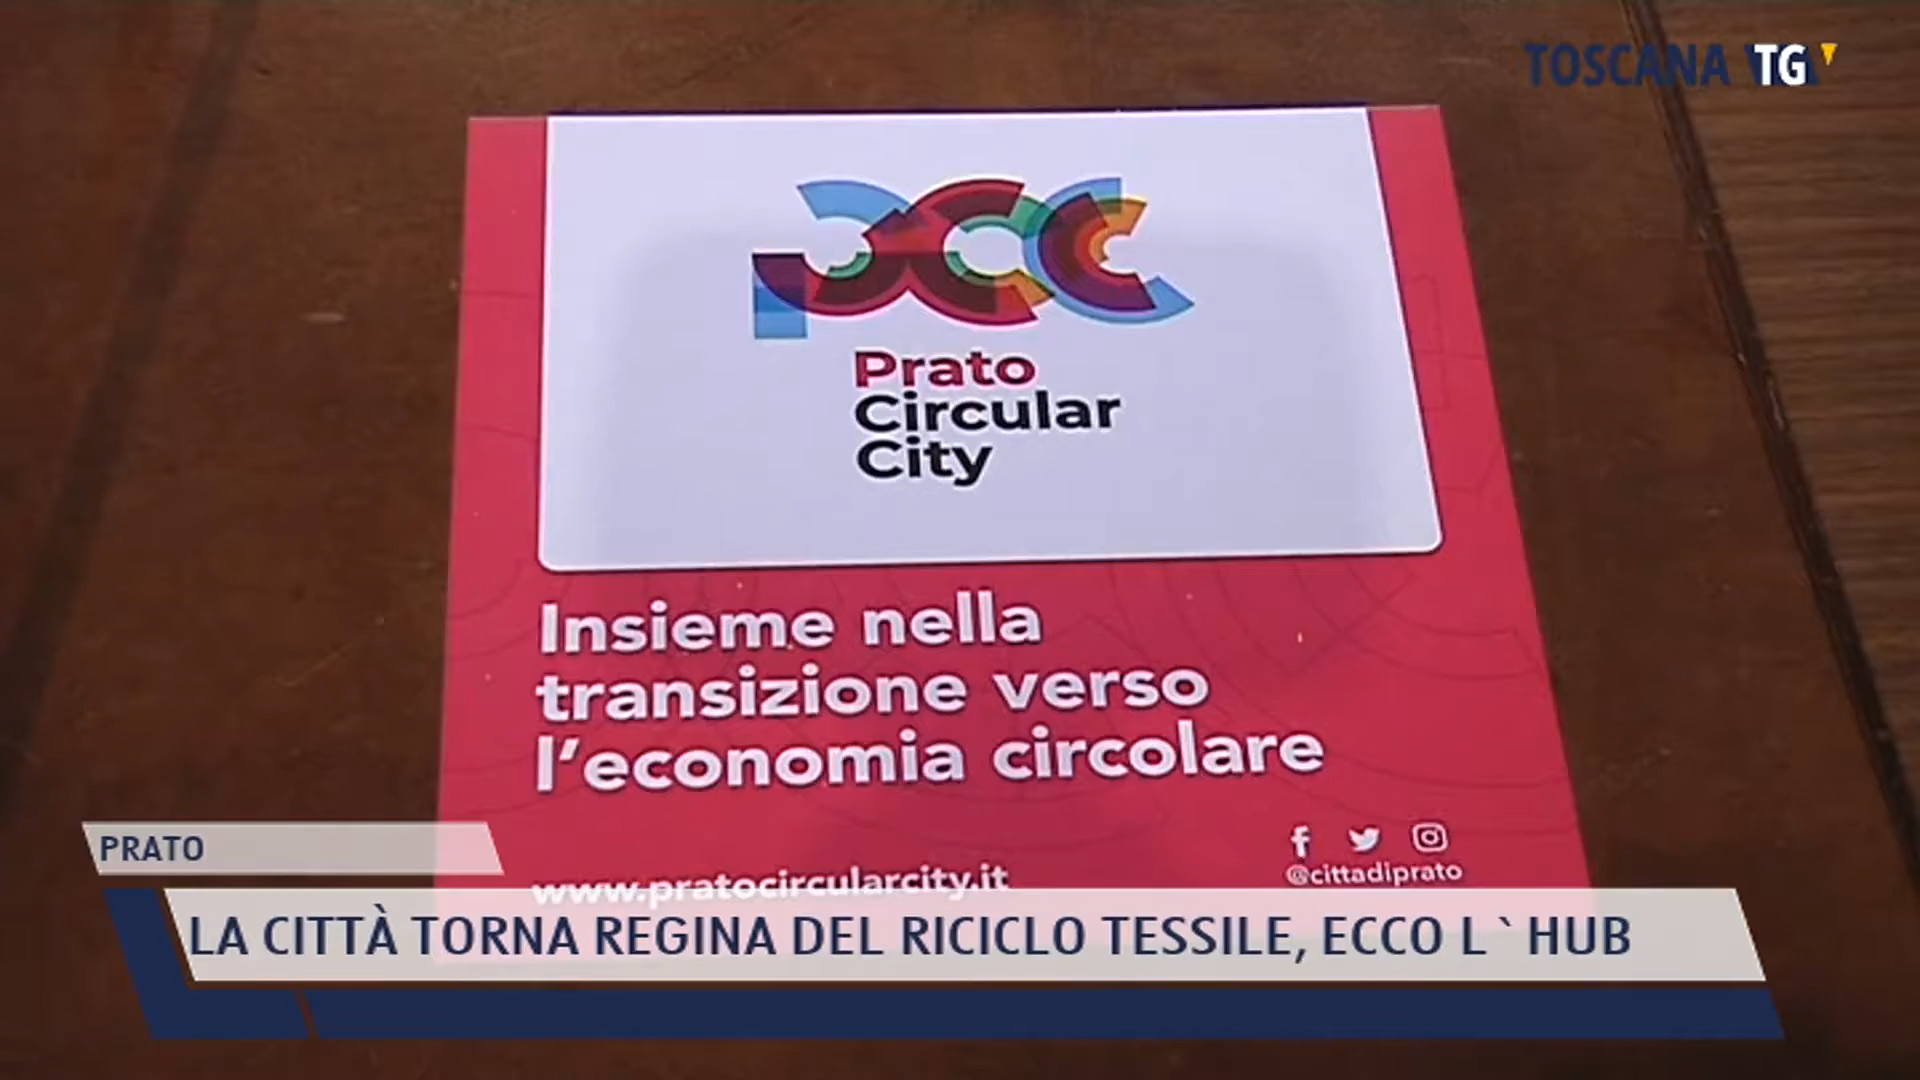 TOSCANA TG
pcc
Prato
Circular
City
Insieme nella
transizione verso
l'economia circolare
@cittadiprato
www.pratocircularcity.it
PRATO
LA CITTÀ TORNA REGINA DEL RICICLO TESSILE, ECCO L`HUB